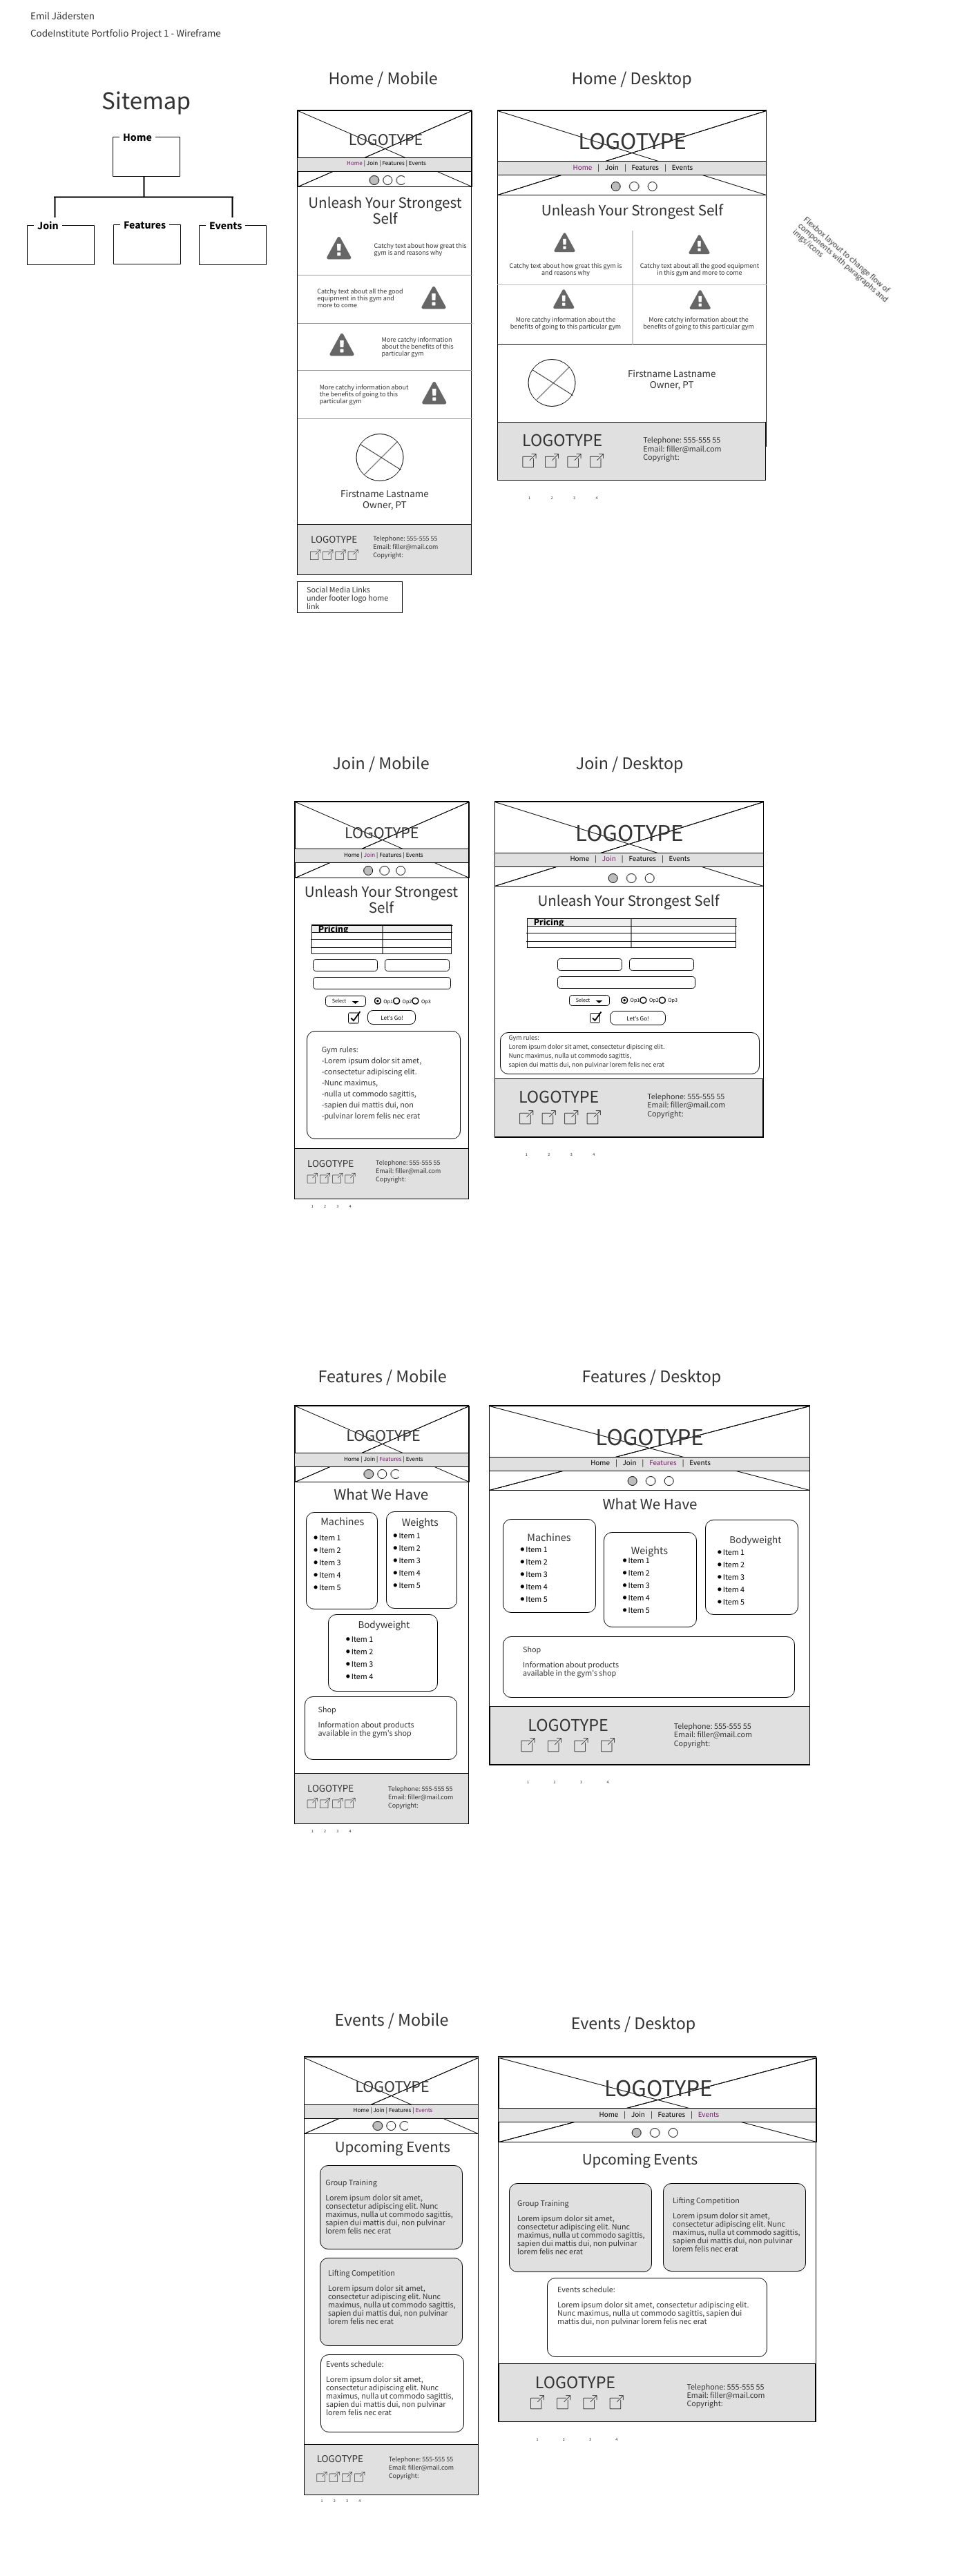 Emil Jädersten
CodeInstitute Portfolio Project 1 - Wireframe
Sitemap
Home
Join
Features
Events
Home / Mobile
LOGOTYPE
Home | Join | Features | Events
Unleash Your Strongest
Self
Catchy text about how great this
gym is and reasons why
Catchy text about all the good
equipment in this gym and
more to come
More catchy information
about the benefits of this
particular gym
More catchy information about
the benefits of going to this
particular gym
Firstname Lastname
Owner, PT
LOGOTYPE
Telephone: 555-555 55
Email: filler@mail.com
Copyright:
Social Media Links
under footer logo home
link
Home / Desktop
LOGOTYPE
Home | Join | Features | Events
Unleash Your Strongest Self
Catchy text about how great this gym is
and reasons why
Catchy text about all the good equipment
in this gym and more to come
More catchy information about the
benefits of going to this particular gym
More catchy information about the
benefits of going to this particular gym
Firstname Lastname
Owner, PT
LOGOTYPE
Telephone: 555-555 55
Email: filler@mail.com
Copyright:
1 2 3 4
Flexbox layout to change flow of
components with paragraphs and
imgs/icons
Join / Mobile
LOGOTYPE
Home | Join | Features | Events
Unleash Your Strongest
Self
Pricing
Select
Op1 Op2 Op3
Let's Go!
Gym rules:
-Lorem ipsum dolor sit amet,
-consectetur adipiscing elit.
-Nunc maximus,
-nulla ut commodo sagittis,
-sapien dui mattis dui, non
-pulvinar lorem felis nec erat
LOGOTYPE
Telephone: 555-555 55
Email: filler@mail.com
Copyright:
1 2 3 4
Join / Desktop
LOGOTYPE
Home | Join | Features | Events
Unleash Your Strongest Self
Pricing
Select
Op1 Op2 Op3
Let's Go!
Gym rules:
Lorem ipsum dolor sit amet, consectetur dipiscing elit.
Nunc maximus, nulla ut commodo sagittis,
sapien dui mattis dui, non pulvinar lorem felis nec erat
LOGOTYPE
Telephone: 555-555 55
Email: filler@mail.com
Copyright:
1 2 3 4
Features / Mobile
LOGOTYPE
Home | Join | Features | Events
What We Have
Machines
Item 1
Item 2
Item 3
Item 4
Item 5
Weights
Item 1
Item 2
Item 3
Item 4
Item 5
Bodyweight
Item 1
Item 2
Item 3
Item 4
Shop
Information about products
available in the gym's shop
LOGOTYPE
Telephone: 555-555 55
Email: filler@mail.com
Copyright:
1 2 3 4
Features / Desktop
LOGOTYPE
Home | Join | Features | Events
What We Have
Machines
Item 1
Item 2
Item 3
Item 4
Item 5
Weights
Item 1
Item 2
Item 3
Item 4
Item 5
Bodyweight
Item 1
Item 2
Item 3
Item 4
Item 5
Shop
Information about products
available in the gym's shop
LOGOTYPE
Telephone: 555-555 55
Email: filler@mail.com
Copyright:
1 2 3 4
Events / Mobile
LOGOTYPE
Home | Join | Features | Events
Upcoming Events
Group Training
Lorem ipsum dolor sit amet,
consectetur adipiscing elit. Nunc
maximus, nulla ut commodo sagittis,
sapien dui mattis dui, non pulvinar
lorem felis nec erat
Lifting Competition
Lorem ipsum dolor sit amet,
consectetur adipiscing elit. Nunc
maximus, nulla ut commodo sagittis,
sapien dui mattis dui, non pulvinar
lorem felis nec erat
Events schedule:
Lorem ipsum dolor sit amet,
consectetur adipiscing elit. Nunc
maximus, nulla ut commodo sagittis,
sapien dui mattis dui, non pulvinar
lorem felis nec erat
LOGOTYPE
Telephone: 555-555 55
Email: filler@mail.com
Copyright:
1 2 3 4
Events / Desktop
LOGOTYPE
Home | Join | Features | Events
Upcoming Events
Group Training
Lorem ipsum dolor sit amet,
consectetur adipiscing elit. Nunc
maximus, nulla ut commodo sagittis,
sapien dui mattis dui, non pulvinar
lorem felis nec erat
Lifting Competition
Lorem ipsum dolor sit amet,
consectetur adipiscing elit. Nunc
maximus, nulla ut commodo sagittis,
sapien dui mattis dui, non pulvinar
lorem felis nec erat
Events schedule:
Lorem ipsum dolor sit amet, consectetur adipiscing elit.
Nunc maximus, nulla ut commodo sagittis, sapien dui
mattis dui, non pulvinar lorem felis nec erat
LOGOTYPE
Telephone: 555-555 55
Email: filler@mail.com
Copyright:
1 2 3 4